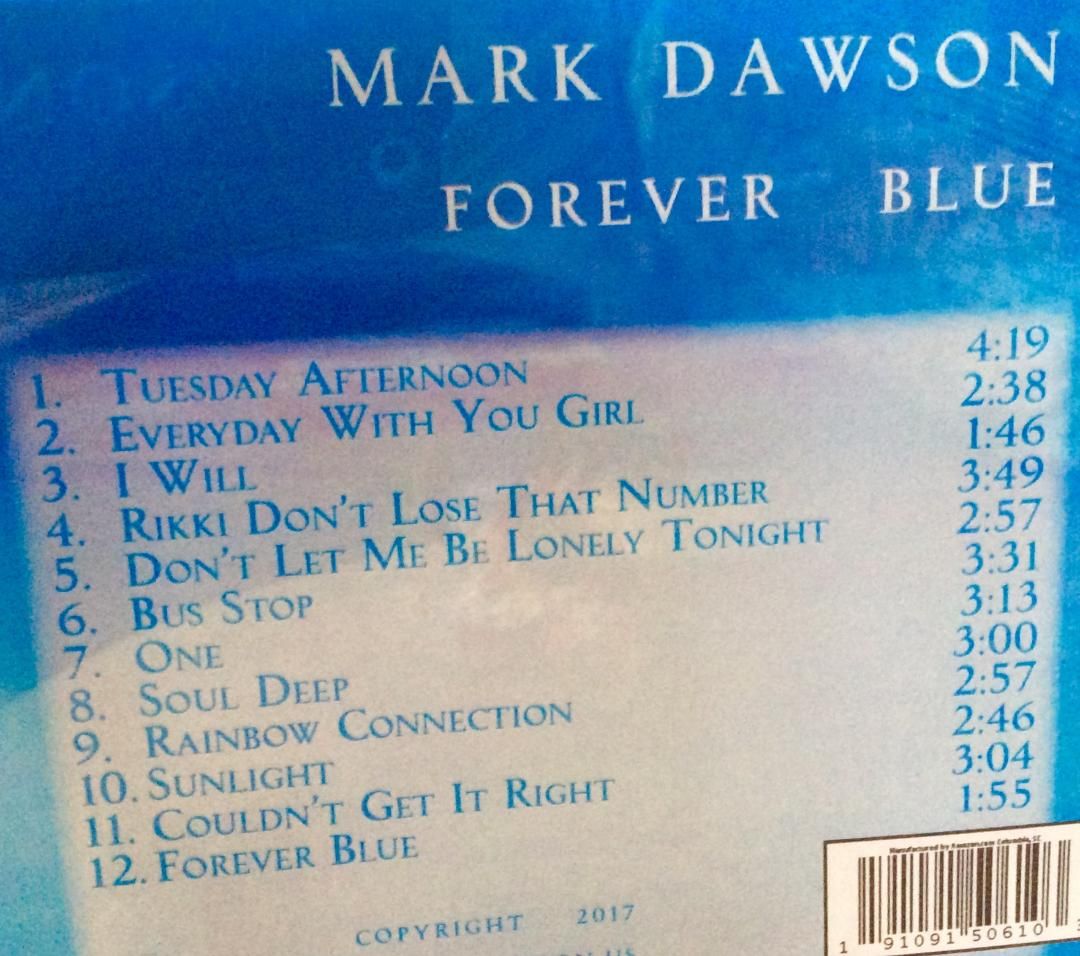 MARK DAWSON
FOREVER BLUE
1. TUESDAY AFTERNOON 4:19
2. EVERYDAY WITH YOU GIRL 2:38
3. I WILL 1:46
4. RIKKI DON'T LOSE THAT NUMBER 3:49
5. DON'T LET ME BE LONELY TONIGHT 2:57
6. BUS STOP 3:31
7. ONE 3:13
8. SOUL DEEP 3:00
9. RAINBOW CONNECTION 2:57
10. SUNLIGHT 2:46
11. COULDN'T GET IT RIGHT 3:04
12. FOREVER BLUE 1:55
Manufactured by
1 91091 50610
COPYRIGHT 2017